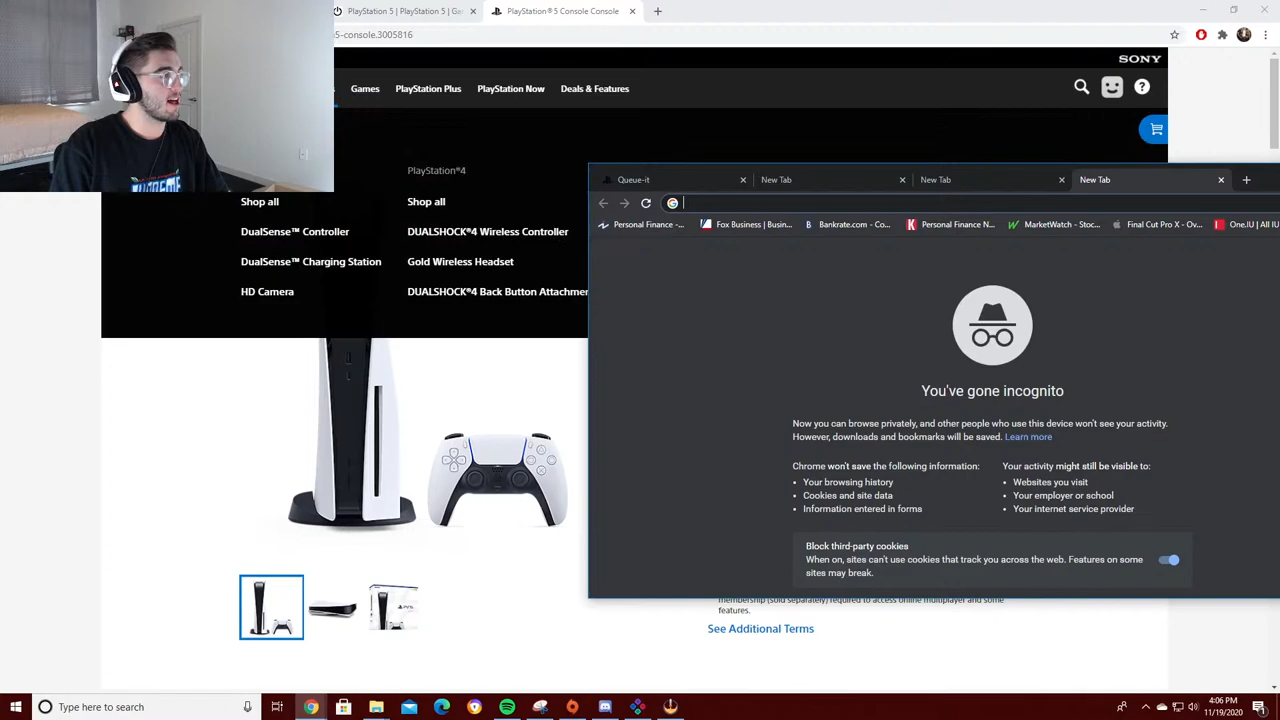 PlayStation 5 | PlayStation 5 | Ga
PlayStation® 5 Console Console
5-console.3005816
SONY
Games
PlayStation Plus
PlayStation Now
Deals & Features
PlayStation®4
Shop all
Shop all
DualSense™ Controller
DUALSHOCK®4 Wireless Controller
DualSense™ Charging Station
Gold Wireless Headset
HD Camera
DUALSHOCK®4 Back Button Attachmen
Queue-it
New Tab
New Tab
New Tab
Personal Finance -...
Fox Business | Busin...
Bankrate.com - Co...
Personal Finance N...
MarketWatch - Stoc...
Final Cut Pro X - Ov...
One.IU | All IU
You've gone incognito
Now you can browse privately, and other people who use this device won't see your activity.
However, downloads and bookmarks will be saved. Learn more
Chrome won't save the following information:
Your browsing history
Cookies and site data
Information entered in forms
Your activity might still be visible to:
Websites you visit
Your employer or school
Your internet service provider
Block third-party cookies
When on, sites can't use cookies that track you across the web. Features on some
sites may break.
membership (sold separately) required to access online multiplayer and some
features.
See Additional Terms
Type here to search
4:06 PM
11/19/2020